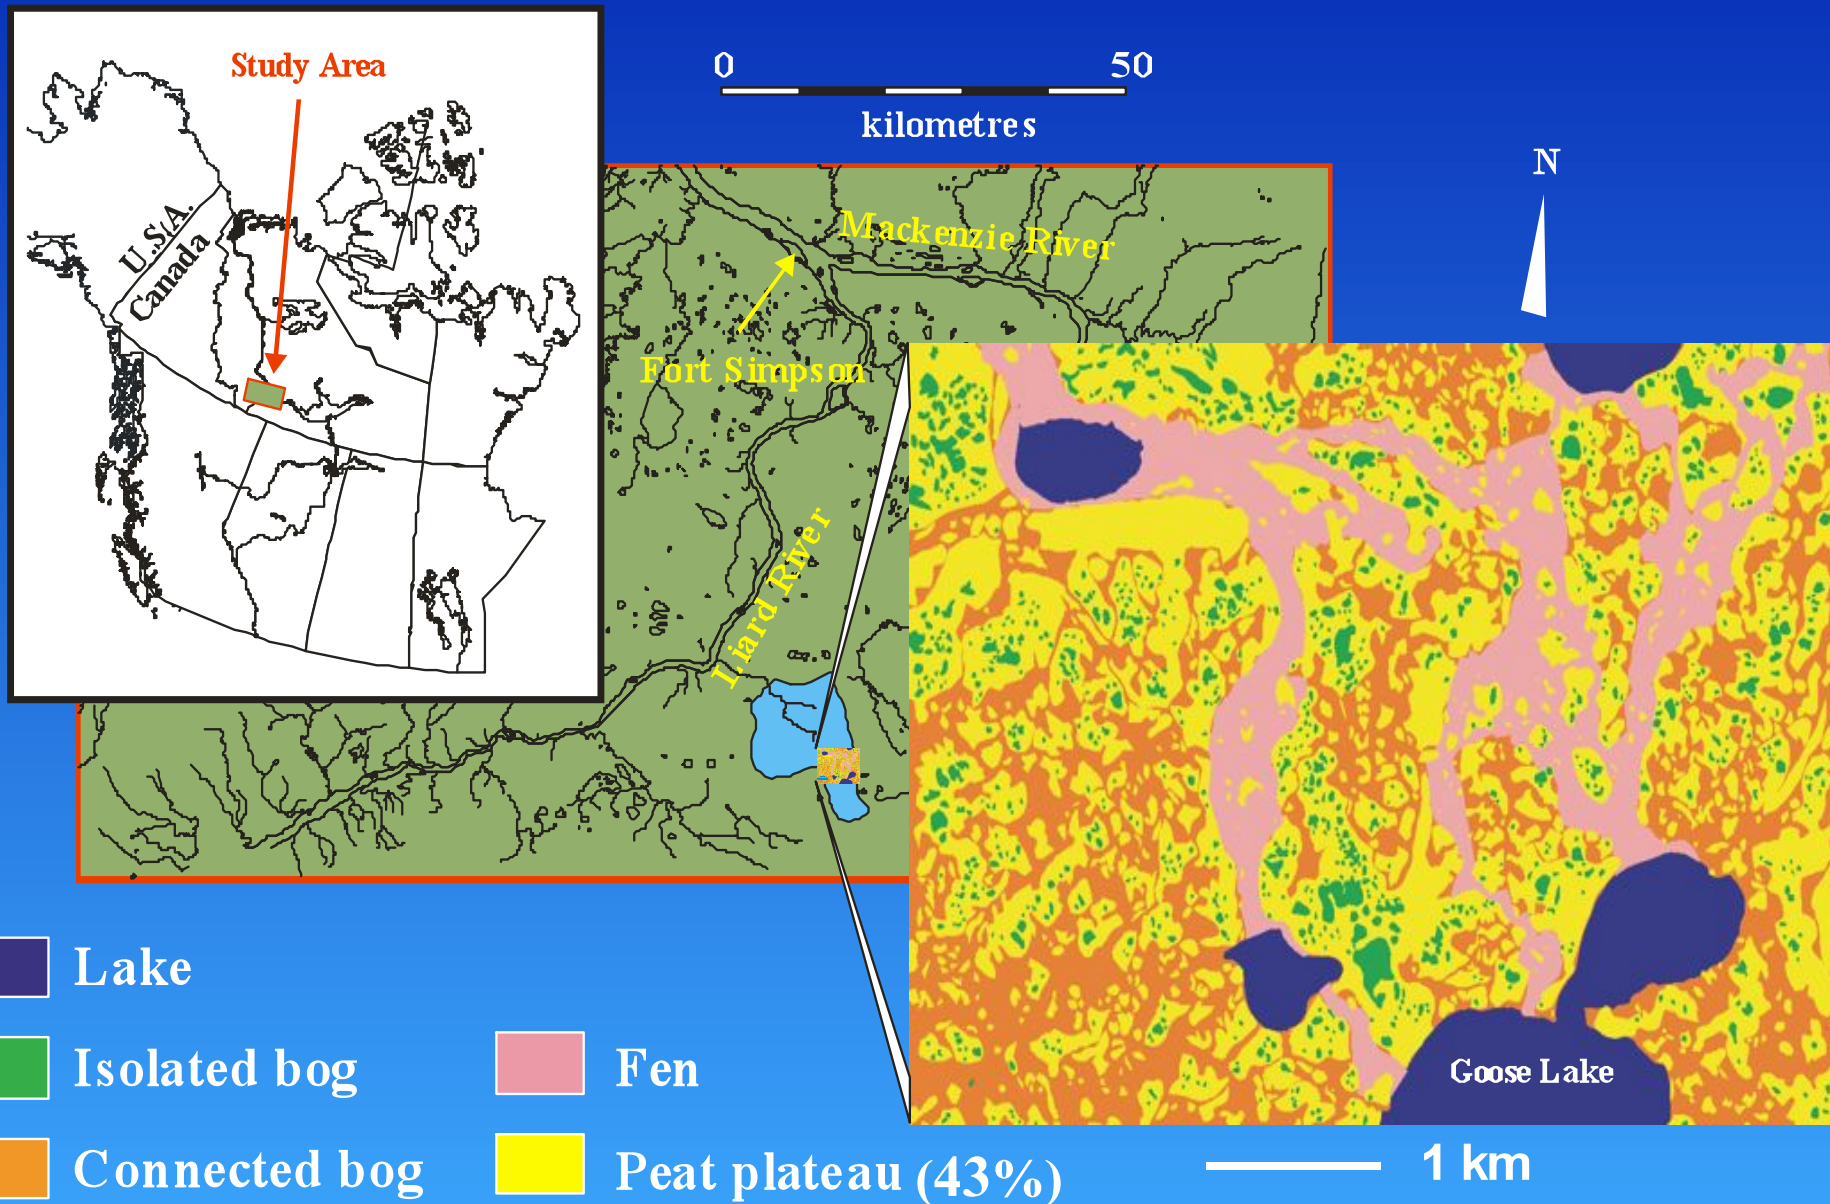 Study Area
U.S.A.
Canada
0 50
kilometres
N
Mackenzie River
Fort Simpson
Liard River
Goose Lake
Lake
Isolated bog
Fen
Connected bog
Peat plateau (43%)
1 km